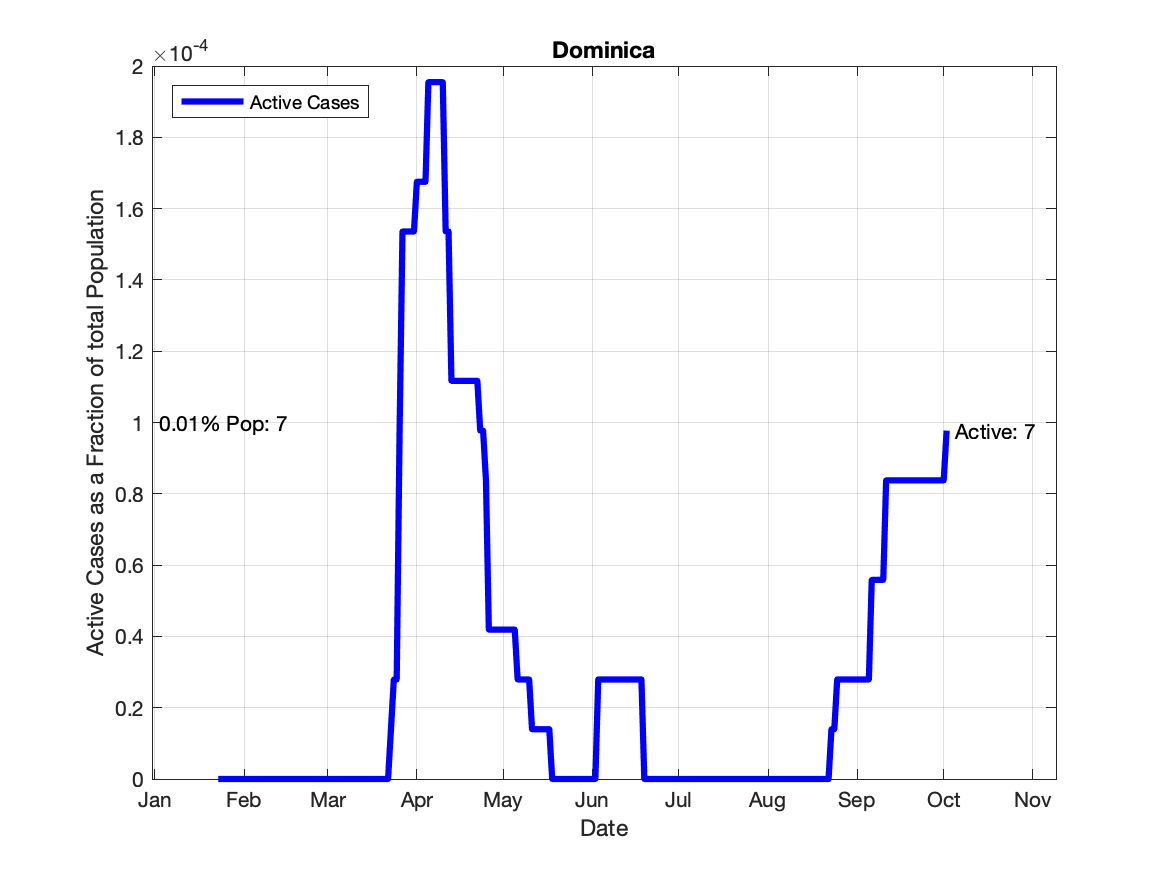 Dominica
×10-4
Active Cases
Active Cases as a Fraction of total Population
2
1.8
1.6
1.4
1.2
1
0.8
0.6
0.4
0.2
0
0.01% Pop: 7
Active: 7
Jan Feb Mar Apr May Jun Jul Aug Sep Oct Nov
Date